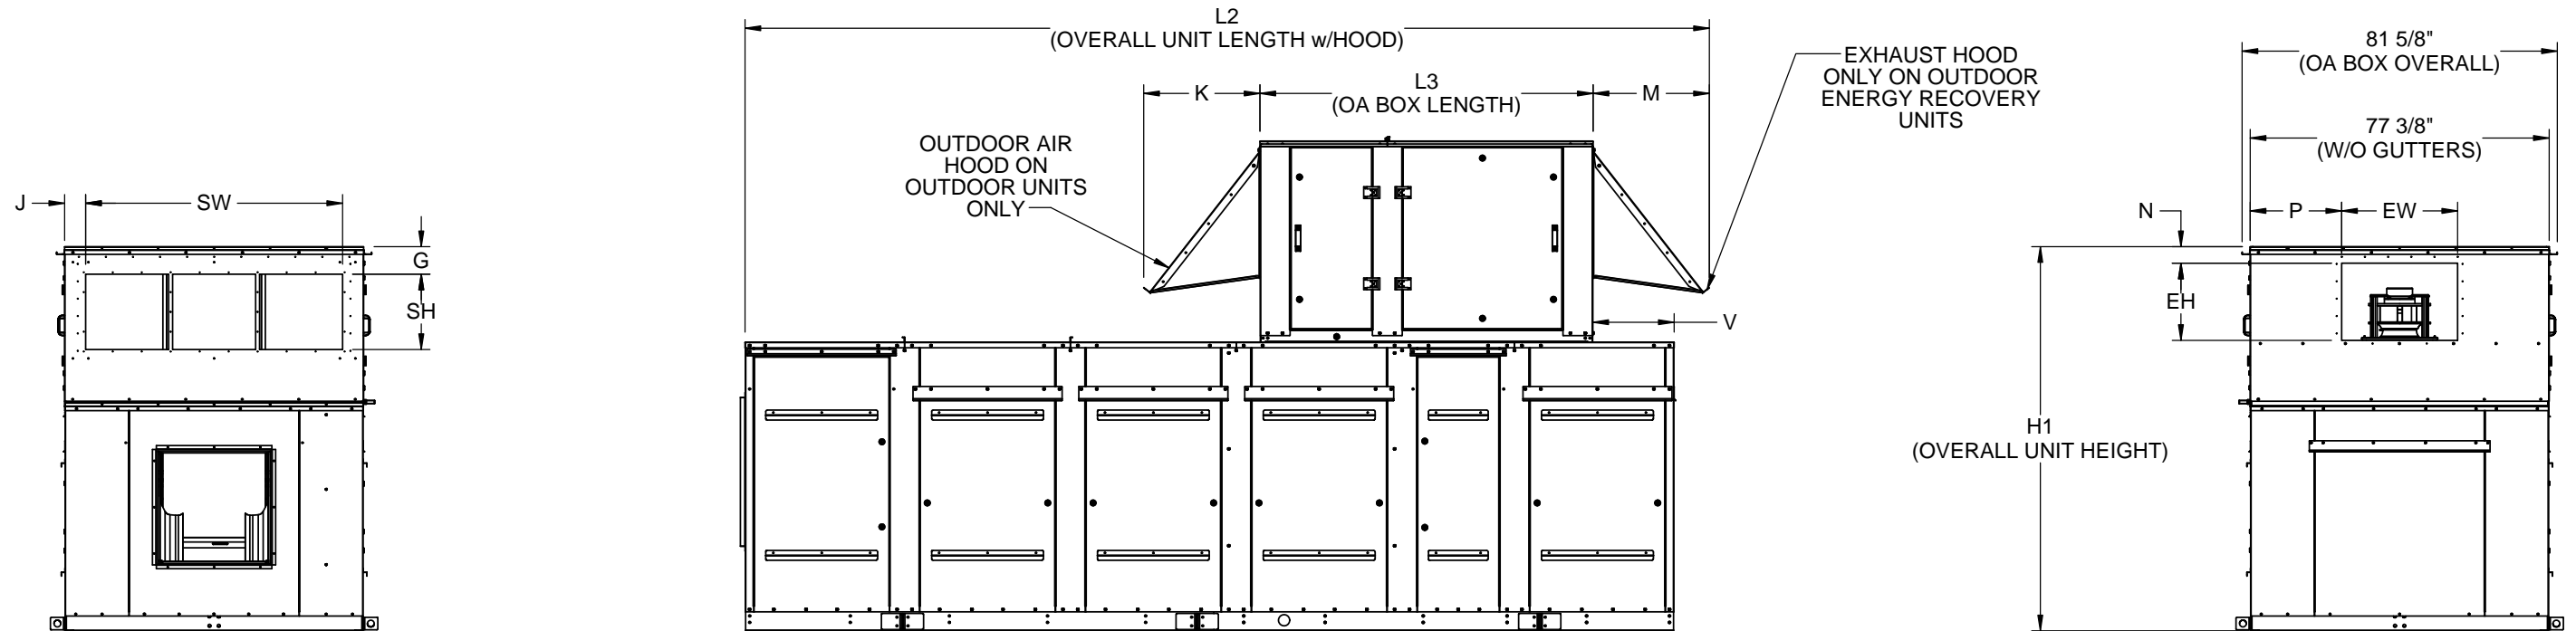 J
SW
G
SH
L2
(OVERALL UNIT LENGTH w/HOOD)
K
L3
(OA BOX LENGTH)
M
EXHAUST HOOD
ONLY ON OUTDOOR
ENERGY RECOVERY
UNITS
OUTDOOR AIR
HOOD ON
OUTDOOR UNITS
ONLY
V
81 5/8"
(OA BOX OVERALL)
77 3/8"
(W/O GUTTERS)
N
P
EW
EH
H1
(OVERALL UNIT HEIGHT)